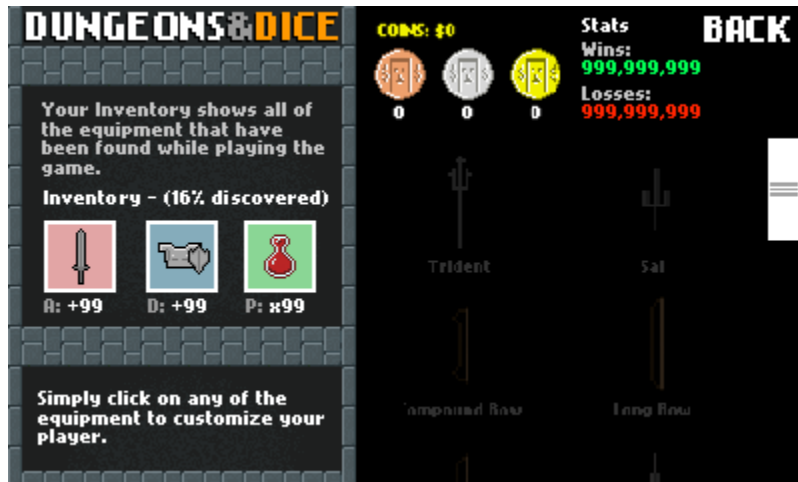 DUNGEONS&DICE
Your Inventory shows all of
the equipment that have
been found while playing the
game.
Inventory - (16% discovered)
A: +99 D: +99 P: x99
Simply click on any of the
equipment to customize your
player.
COINS: $0
0 0 0
Stats
Wins:
999,999,999
Losses:
999,999,999
BACK
Trident Sai
Compound Bow Long Bow